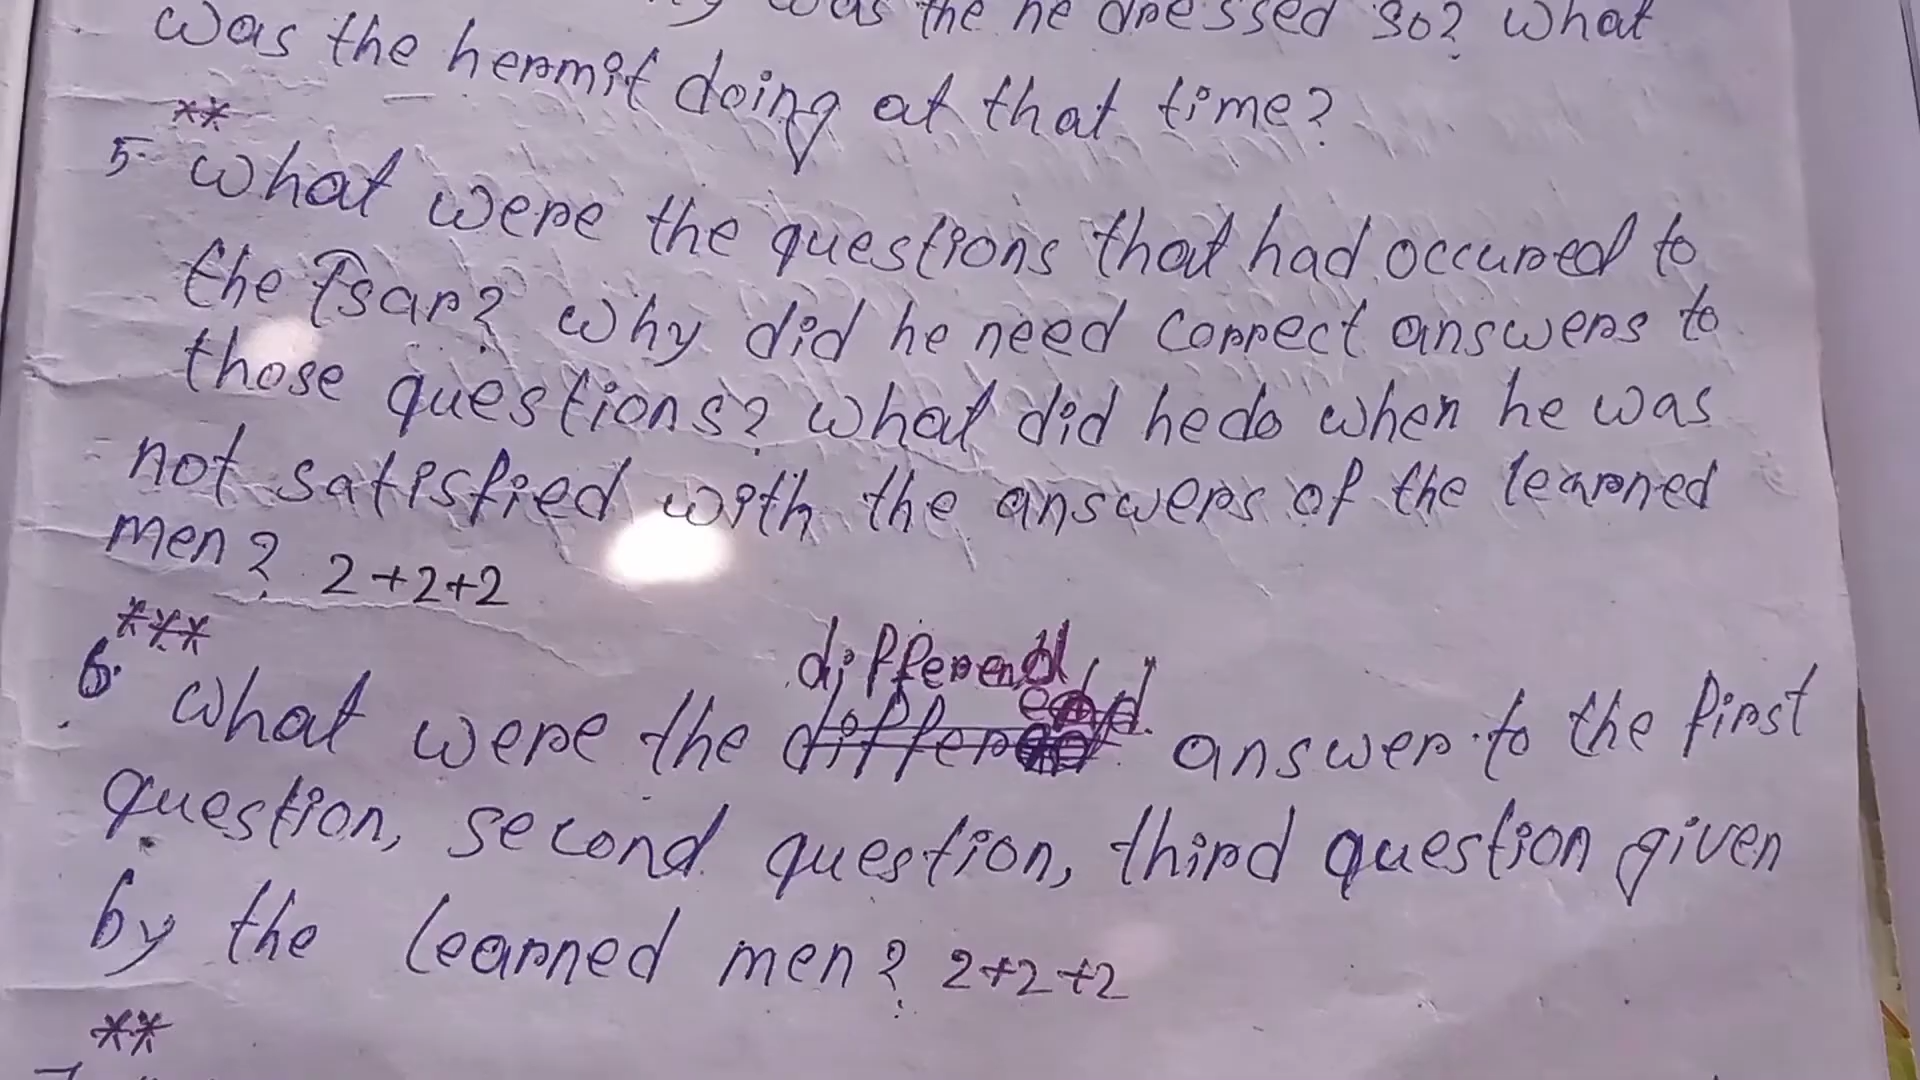 was the he dressed so? what
was the hermit doing at that time?
**
5. What were the questions that had occured to
the Tsar? Why did he need correct answers to
those questions? What did he do when he was
not satisfied with the answers of the learned
men? 2+2+2
***
different
6. What were the answer to the first
question, second question, third question given
by the learned men? 2+2+2
**